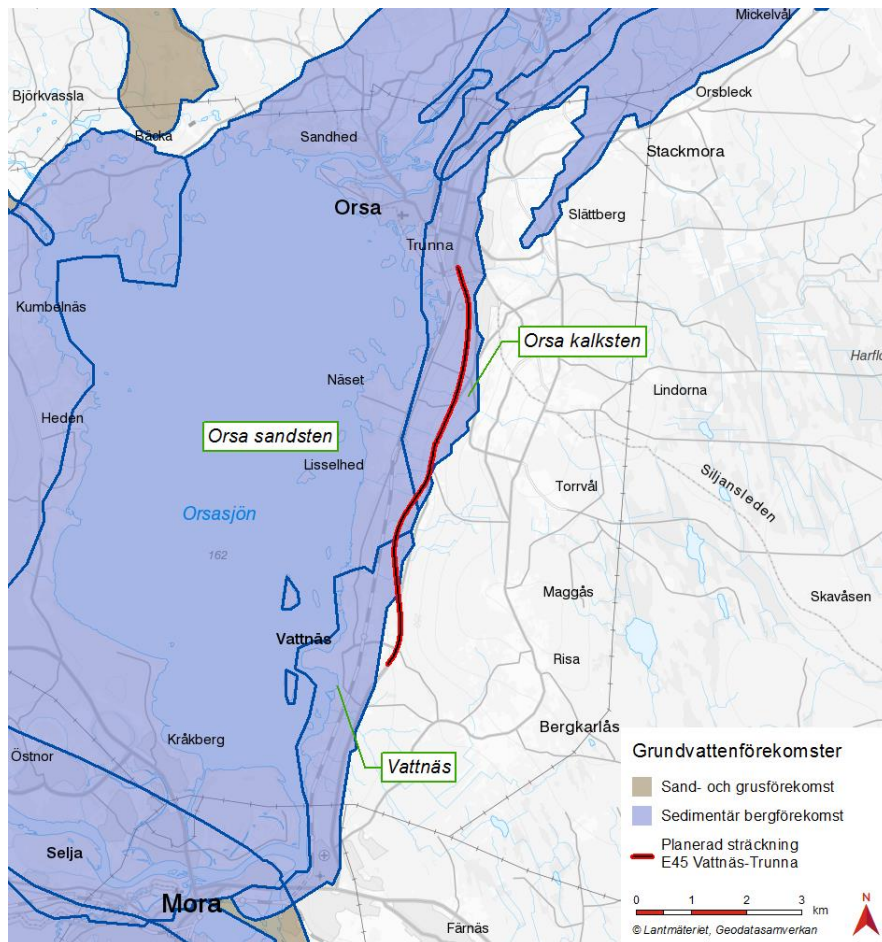 Mickelvål
Björkvassla
Orsbleck
Bäcka
Sandhed
Stackmora
Orsa
Slättberg
Trunna
Kumbelnäs
Orsa kalksten
Harflo
Näset
Lindorna
Heden
Orsa sandsten
Lisselhed
Siljansleden
Torrvål
Orsasjön
162
Maggås
Skavåsen
Vattnäs
Risa
Bergkarlås
Kråkberg
Östnor
Vattnäs
Selja
Mora
Färnäs
Grundvattenförekomster
Sand- och grusförekomst
Sedimentär bergförekomst
Planerad sträckning
E45 Vattnäs-Trunna
0 1 2 3
km
N
© Lantmäteriet, Geodatasamverkan